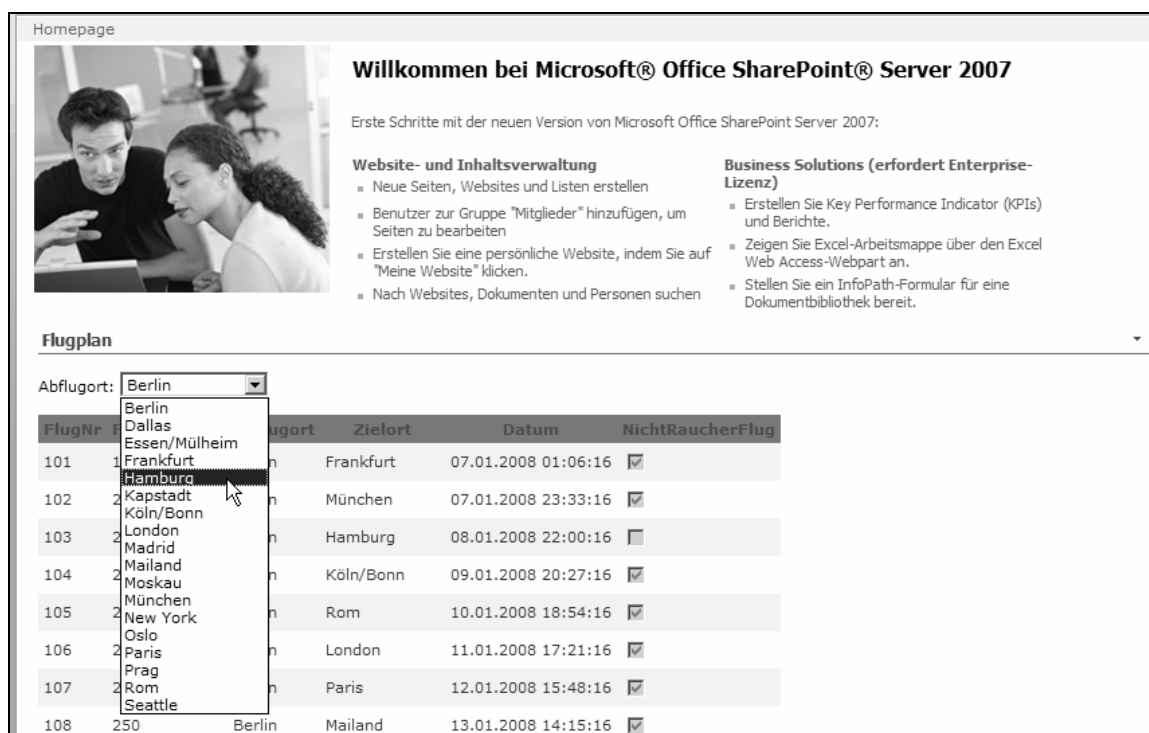 Homepage
Willkommen bei Microsoft® Office SharePoint® Server 2007
Erste Schritte mit der neuen Version von Microsoft Office SharePoint Server 2007:
Website- und Inhaltsverwaltung
Neue Seiten, Websites und Listen erstellen
Benutzer zur Gruppe "Mitglieder" hinzufügen, um
Seiten zu bearbeiten
Erstellen Sie eine persönliche Website, indem Sie auf
"Meine Website" klicken.
Nach Websites, Dokumenten und Personen suchen
Business Solutions (erfordert Enterprise-
Lizenz)
Erstellen Sie Key Performance Indicator (KPIs)
und Berichte.
Zeigen Sie Excel-Arbeitsmappe über den Excel
Web Access-Webpart an.
Stellen Sie ein InfoPath-Formular für eine
Dokumentbibliothek bereit.
Flugplan
Abflugort: Berlin
Berlin
Dallas
Essen/Mülheim
Frankfurt
Hamburg
Kapstadt
Köln/Bonn
London
Madrid
Mailand
Moskau
München
New York
Oslo
Paris
Prag
Rom
Seattle
FlugNr F ugort Zielort Datum NichtRaucherFlug
101 1 n Frankfurt 07.01.2008 01:06:16
102 2 n München 07.01.2008 23:33:16
103 2 n Hamburg 08.01.2008 22:00:16
104 2 n Köln/Bonn 09.01.2008 20:27:16
105 2 n Rom 10.01.2008 18:54:16
106 2 n London 11.01.2008 17:21:16
107 2 n Paris 12.01.2008 15:48:16
108 250 Berlin Mailand 13.01.2008 14:15:16